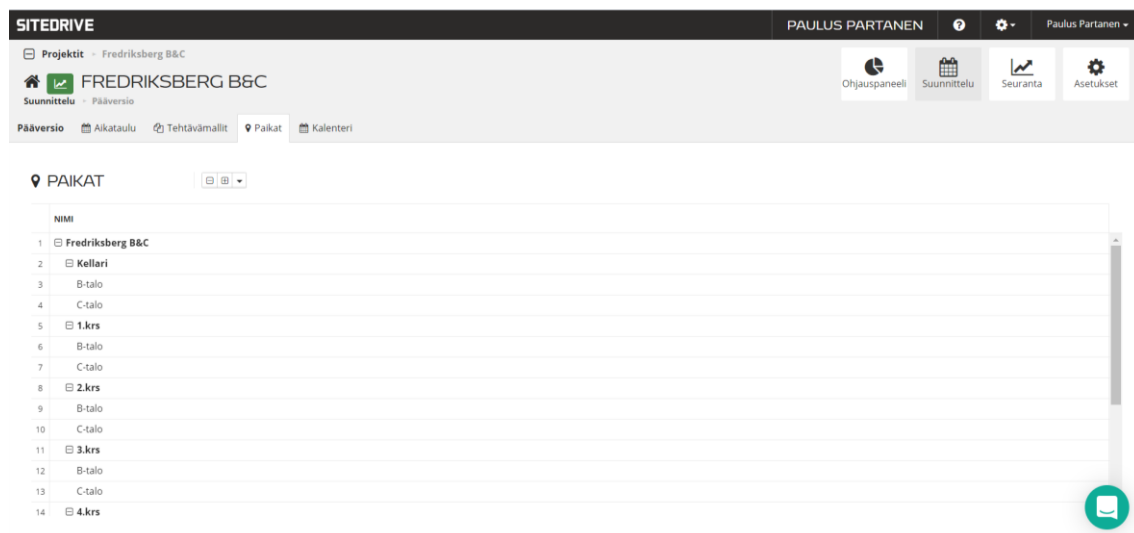 SITEDRIVE PAULUS PARTANEN Paulus Partanen
Projektit - Fredriksberg B&C
FREDRIKSBERG B&C
Ohjauspaneeli Suunnittelu Seuranta Asetukset
Suunnittelu - Pääversio
Pääversio Aikataulu Tehtävämallit Paikat Kalenteri
PAIKAT
NIMI
1 Fredriksberg B&C
2 Kellari
3 B-talo
4 C-talo
5 1.krs
6 B-talo
7 C-talo
8 2.krs
9 B-talo
10 C-talo
11 3.krs
12 B-talo
13 C-talo
14 4.krs